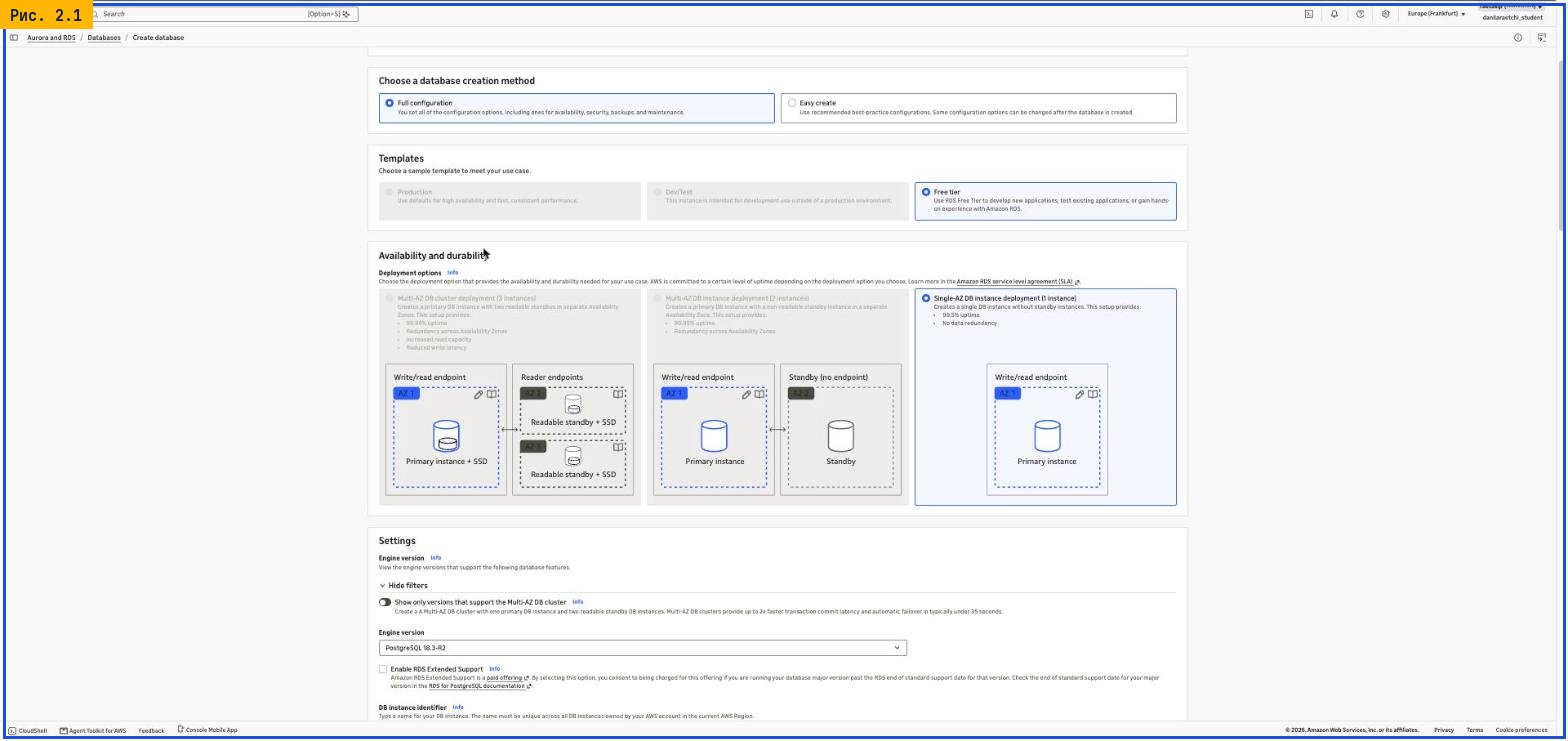 Рис. 2.1
Search
[Option+S]
Europe (Frankfurt)
danilaraetchi_student
Aurora and RDS / Databases / Create database
Choose a database creation method
Full configuration
You set all of the configuration options, including ones for availability, security, backups, and maintenance.
Easy create
Use recommended best-practice configurations. Some configuration options can be changed after the database is created.
Templates
Choose a sample template to meet your use case.
Production
Use defaults for high availability and fast, consistent performance.
Dev/Test
This instance is intended for development use outside of a production environment.
Free tier
Use RDS Free Tier to develop new applications, test existing applications, or gain hands-
on experience with Amazon RDS.
Availability and durability
Deployment options Info
Choose the deployment option that provides the availability and durability needed for your use case. AWS is committed to a certain level of uptime depending on the deployment option you choose. Learn more in the Amazon RDS service level agreement (SLA).
Multi-AZ DB cluster deployment (3 instances)
Creates a primary DB instance with two readable standbys in separate Availability
Zones. This setup provides:
• 99.95% uptime
• Redundancy across Availability Zones
• Increased read capacity
• Reduced write latency
Write/read endpoint
AZ 1
Primary instance + SSD
Reader endpoints
AZ 2
Readable standby + SSD
AZ 3
Readable standby + SSD
Multi-AZ DB instance deployment (2 instances)
Creates a primary DB instance with a non-readable standby instance in a separate
Availability Zone. This setup provides:
• 99.95% uptime
• Redundancy across Availability Zones
Write/read endpoint
AZ 1
Primary instance
Standby (no endpoint)
AZ 2
Standby
Single-AZ DB instance deployment (1 instance)
Creates a single DB instance without standby instances. This setup provides:
• 99.5% uptime
• No data redundancy
Write/read endpoint
AZ 1
Primary instance
Settings
Engine version Info
View the engine versions that support the following database features.
Hide filters
Show only versions that support the Multi-AZ DB cluster Info
Create a A Multi-AZ DB cluster with one primary DB instance and two readable standby DB instances. Multi-AZ DB clusters provide up to 2x faster transaction commit latency and automatic failover in typically under 35 seconds.
Engine version
PostgreSQL 18.3-R2
Enable RDS Extended Support Info
Amazon RDS Extended Support is a paid offering. By selecting this option, you consent to being charged for this offering if you are running your database major version past the RDS end of standard support date for that version. Check the end of standard support date for your major
version in the RDS for PostgreSQL documentation.
DB instance identifier Info
Type a name for your DB instance. The name must be unique across all DB instances owned by your AWS account in the current AWS Region.
CloudShell
Agent Toolkit for AWS
Feedback
Console Mobile App
© 2026, Amazon Web Services, Inc. or its affiliates.
Privacy
Terms
Cookie preferences